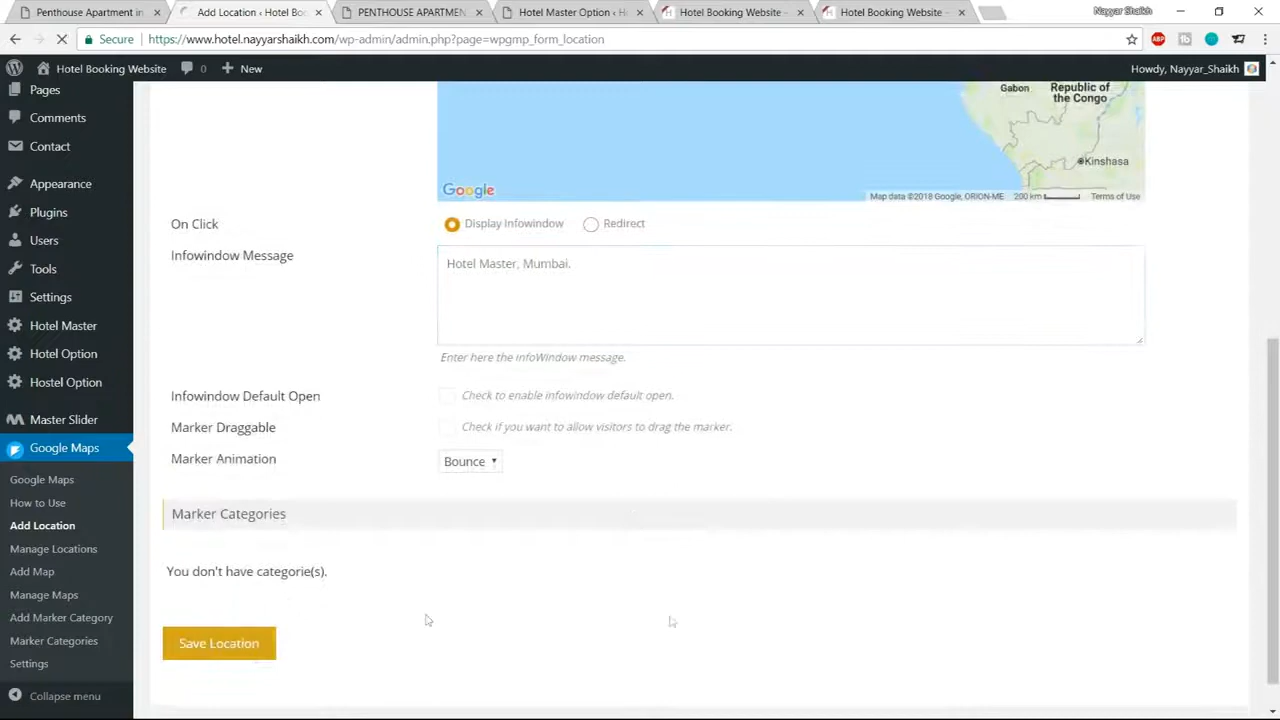 Penthouse Apartment in
Add Location ‹ Hotel Bo
PENTHOUSE APARTMEN
Hotel Master Option ‹ H
Hotel Booking Website –
Hotel Booking Website –
Nayyar Shaikh
Secure
https://www.hotel.nayyarshaikh.com/wp-admin/admin.php?page=wpgmp_form_location
ABP
Hotel Booking Website
0
New
Howdy, Nayyar_Shaikh
Pages
Comments
Contact
Appearance
Plugins
Users
Tools
Settings
Hotel Master
Hotel Option
Hostel Option
Master Slider
Google Maps
Google Maps
How to Use
Add Location
Manage Locations
Add Map
Manage Maps
Add Marker Category
Marker Categories
Settings
Collapse menu
Gabon
Republic of
the Congo
Kinshasa
Google
Map data ©2018 Google, ORION-ME
200 km
Terms of Use
On Click
Display Infowindow
Redirect
Infowindow Message
Hotel Master, Mumbai.
Enter here the infoWindow message.
Infowindow Default Open
Check to enable infowindow default open.
Marker Draggable
Check if you want to allow visitors to drag the marker.
Marker Animation
Bounce
Marker Categories
You don't have categorie(s).
Save Location